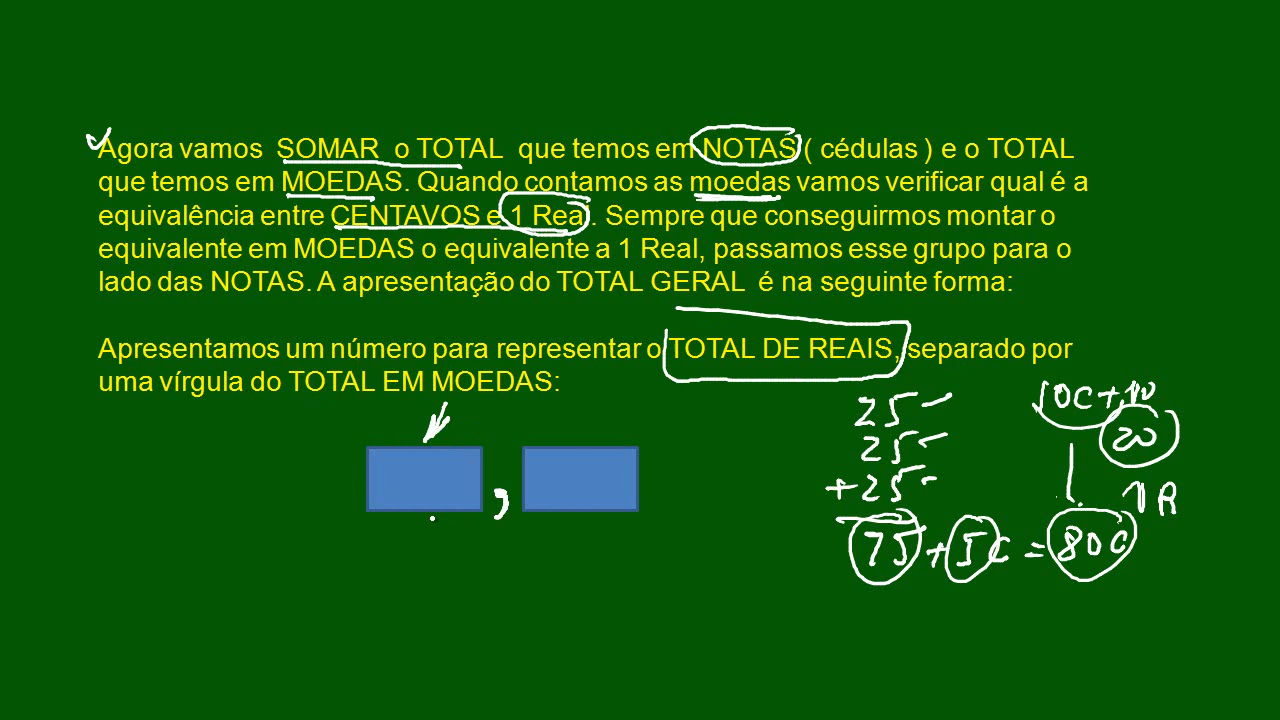 Agora vamos SOMAR o TOTAL que temos em NOTAS ( cédulas ) e o TOTAL
que temos em MOEDAS. Quando contamos as moedas vamos verificar qual é a
equivalência entre CENTAVOS e 1 Real. Sempre que conseguirmos montar o
equivalente em MOEDAS o equivalente a 1 Real, passamos esse grupo para o
lado das NOTAS. A apresentação do TOTAL GERAL é na seguinte forma:
Apresentamos um número para representar o TOTAL DE REAIS, separado por
uma vírgula do TOTAL EM MOEDAS:
,
25
25
+25
75 + 5C = 80C
10C + 10
20
1R